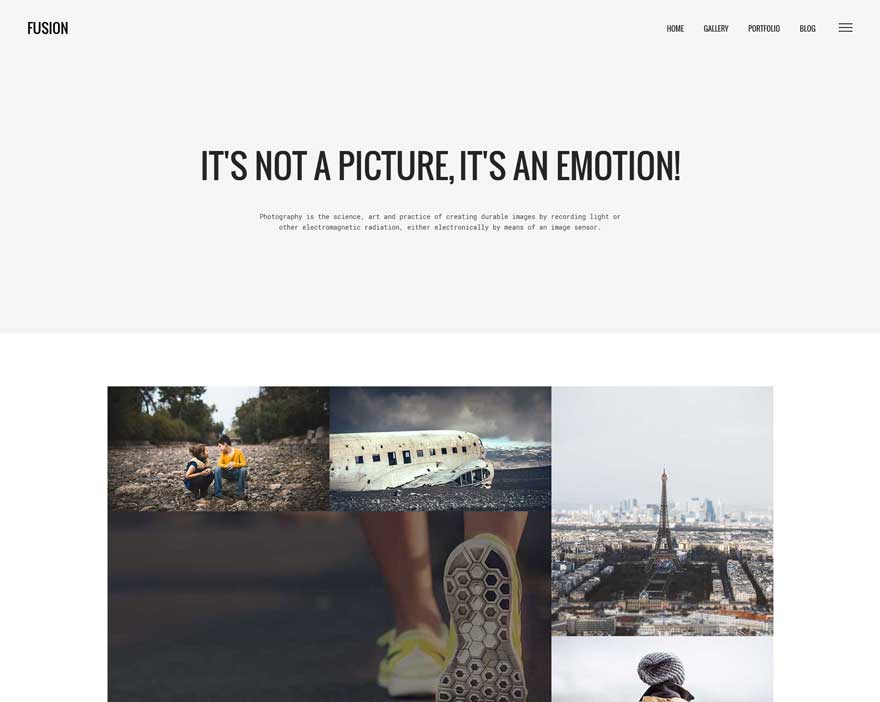 FUSION
HOME GALLERY PORTFOLIO BLOG
IT'S NOT A PICTURE, IT'S AN EMOTION!
Photography is the science, art and practice of creating durable images by recording light or
other electromagnetic radiation, either electronically by means of an image sensor.